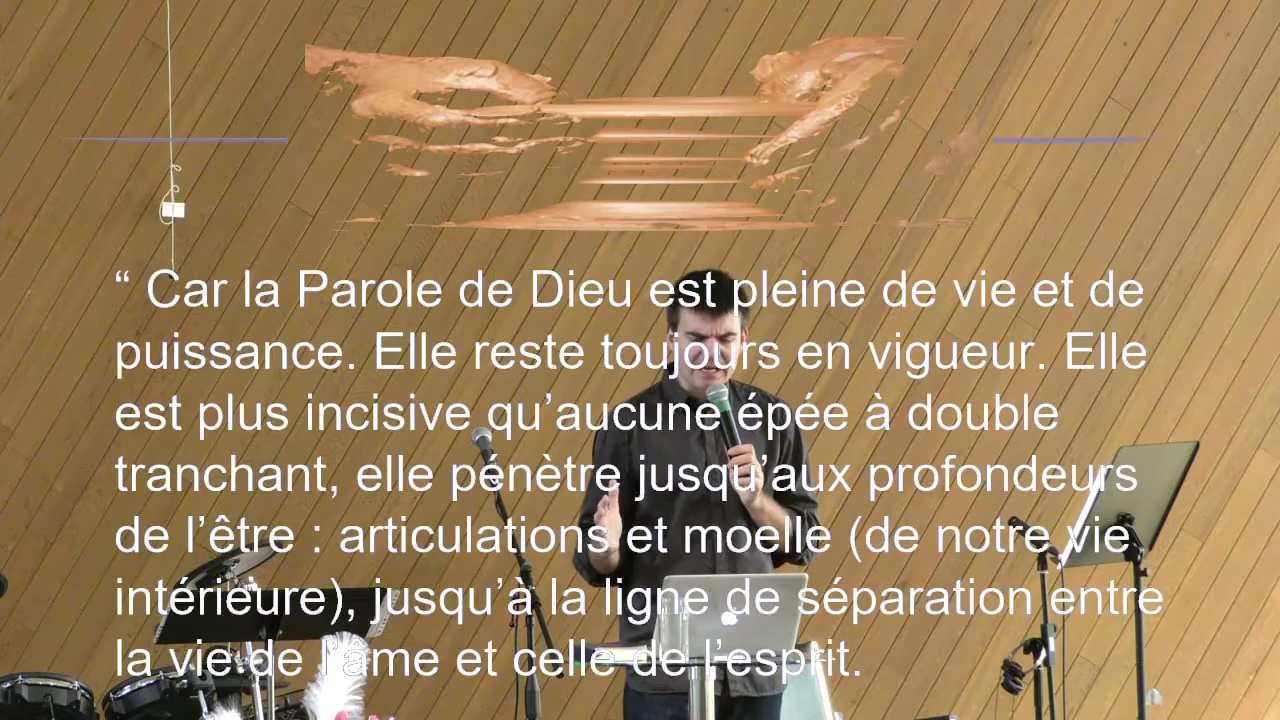 “ Car la Parole de Dieu est pleine de vie et de
puissance. Elle reste toujours en vigueur. Elle
est plus incisive qu’aucune épée à double
tranchant, elle pénètre jusqu’aux profondeurs
de l’être : articulations et moelle (de notre vie
intérieure), jusqu’à la ligne de séparation entre
la vie de l’âme et celle de l’esprit.